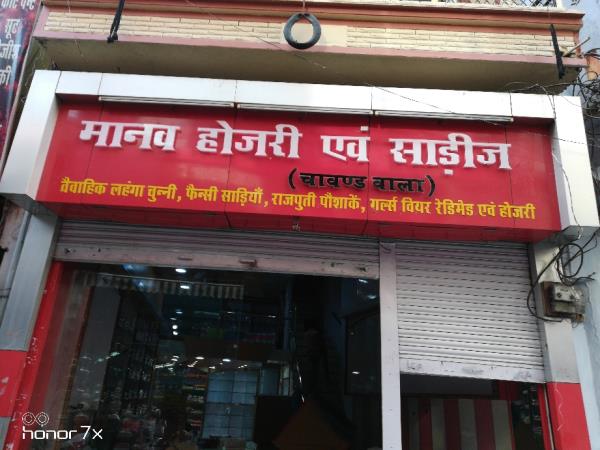 कोट पेन्ट
सूट
मानव होजरी एवं साड़ीज
(चावण्ड वाला)
वैवाहिक लहंगा चुन्नी, फैन्सी साड़ियाँ, राजपुती पौशाकें, गर्ल्स वियर रेडिमेड एवं होजरी
honor 7x